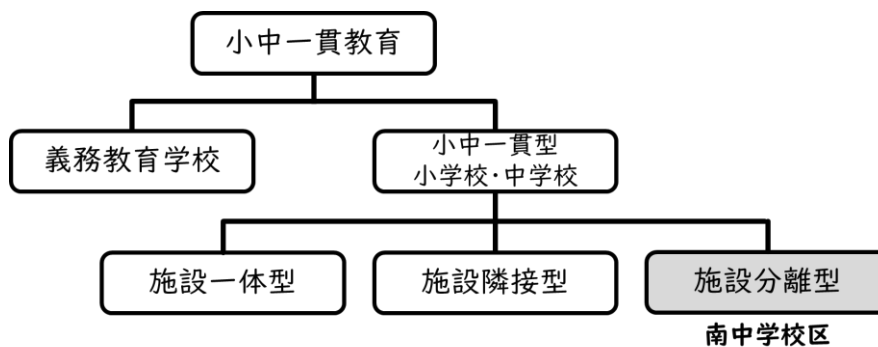 小中一貫教育
義務教育学校
小中一貫型
小学校・中学校
施設一体型
施設隣接型
施設分離型
南中学校区